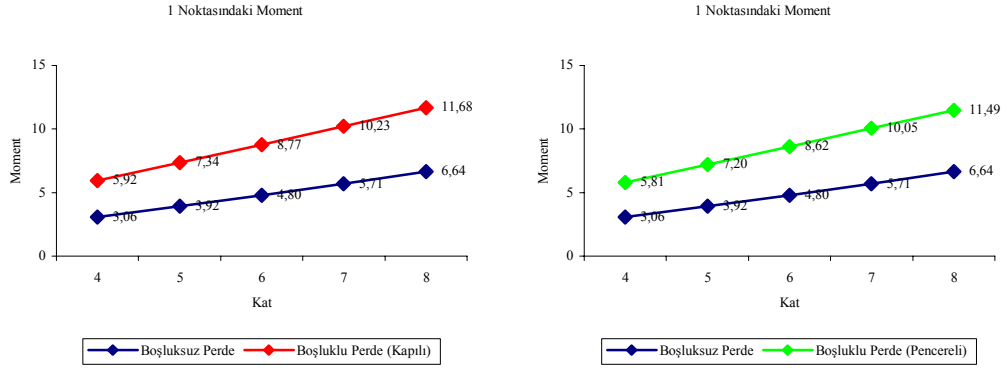 1 Noktasındaki Moment
15
10
5
0
Moment
5,92
7,34
8,77
10,23
11,68
3,06
3,92
4,80
5,71
6,64
4 5 6 7 8
Kat
Boşluksuz Perde Boşluklu Perde (Kapılı)
1 Noktasındaki Moment
15
10
5
0
Moment
5,81
7,20
8,62
10,05
11,49
3,06
3,92
4,80
5,71
6,64
4 5 6 7 8
Kat
Boşluksuz Perde Boşluklu Perde (Pencereli)